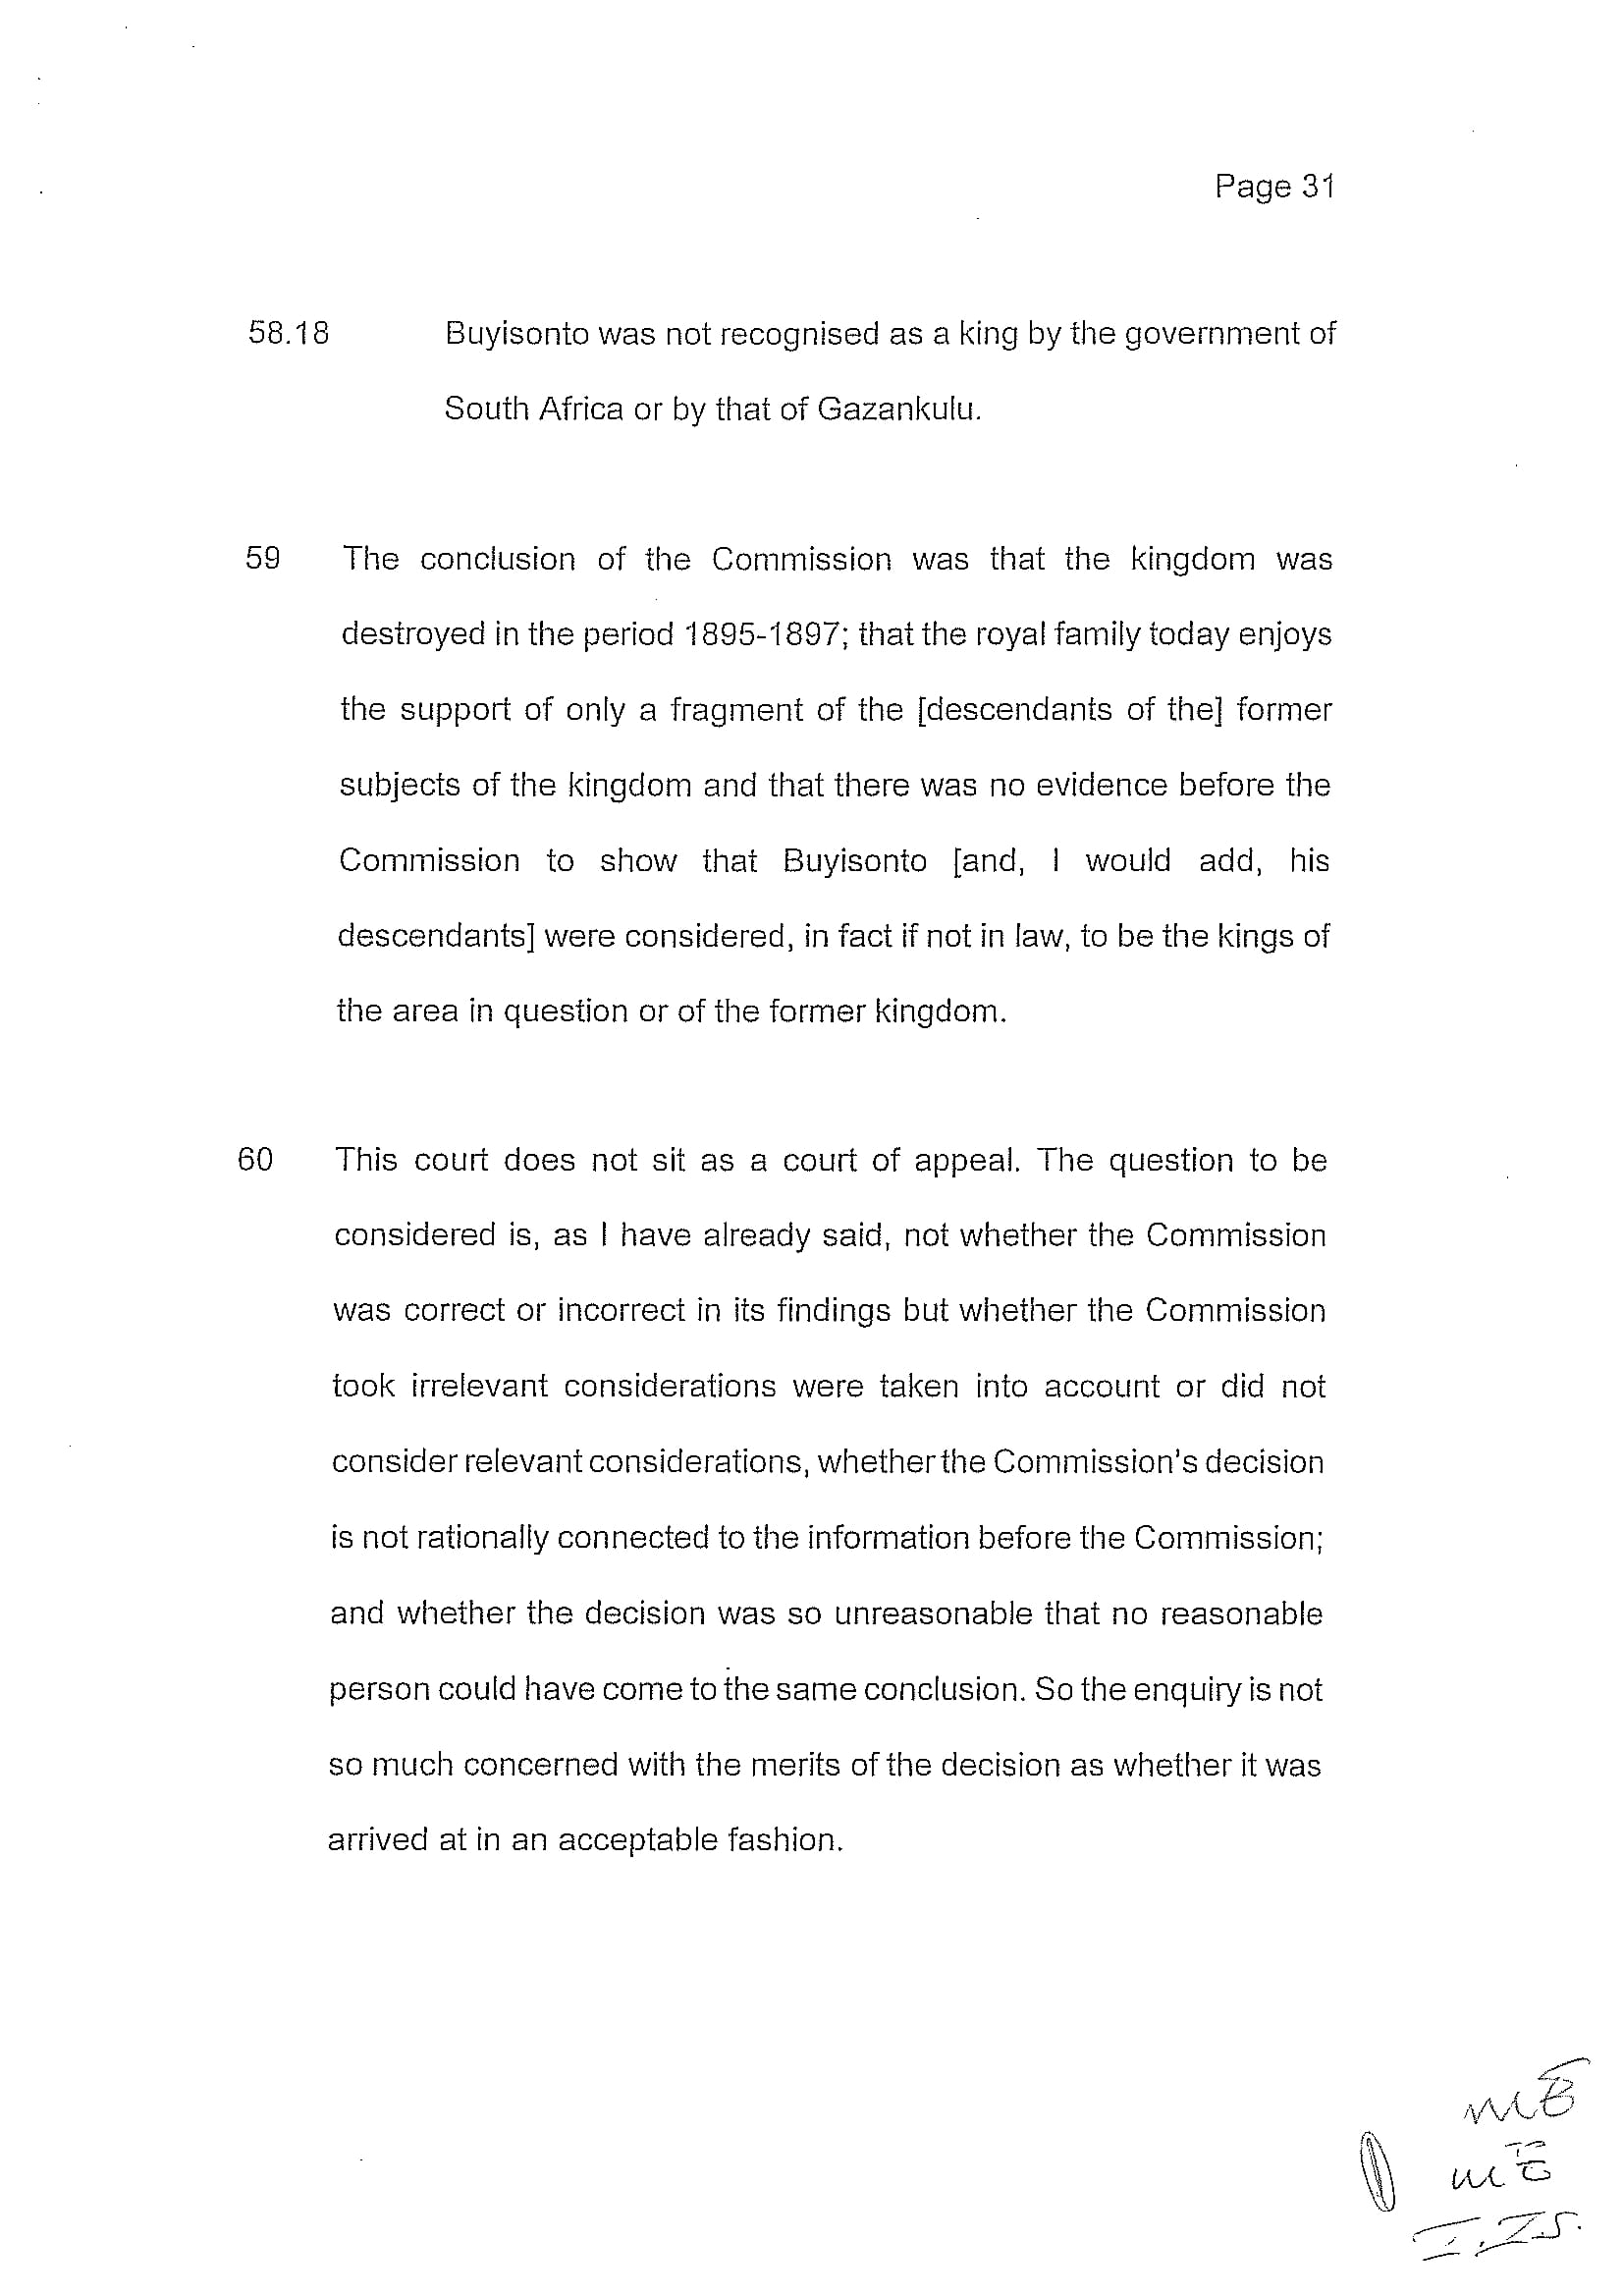 Page 31
58.18 Buyisonto was not recognised as a king by the government of
South Africa or by that of Gazankulu.
59 The conclusion of the Commission was that the kingdom was
destroyed in the period 1895-1897; that the royal family today enjoys
the support of only a fragment of the [descendants of the] former
subjects of the kingdom and that there was no evidence before the
Commission to show that Buyisonto [and, I would add, his
descendants] were considered, in fact if not in law, to be the kings of
the area in question or of the former kingdom.
60 This court does not sit as a court of appeal. The question to be
considered is, as I have already said, not whether the Commission
was correct or incorrect in its findings but whether the Commission
took irrelevant considerations were taken into account or did not
consider relevant considerations, whether the Commission's decision
is not rationally connected to the information before the Commission;
and whether the decision was so unreasonable that no reasonable
person could have come to the same conclusion. So the enquiry is not
so much concerned with the merits of the decision as whether it was
arrived at in an acceptable fashion.
I.Z.S.